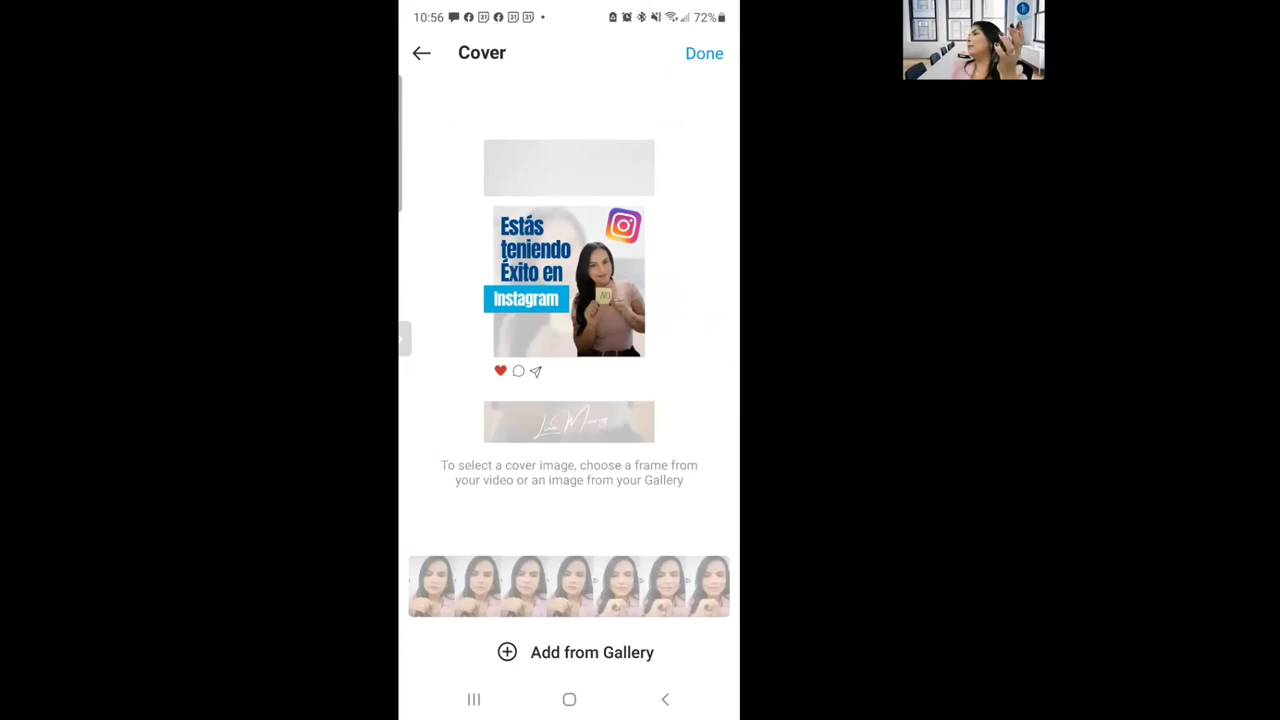 10:56
72%
Cover
Done
Estás
teniendo
Éxito en
Instagram
NO
To select a cover image, choose a frame from
your video or an image from your Gallery
Add from Gallery